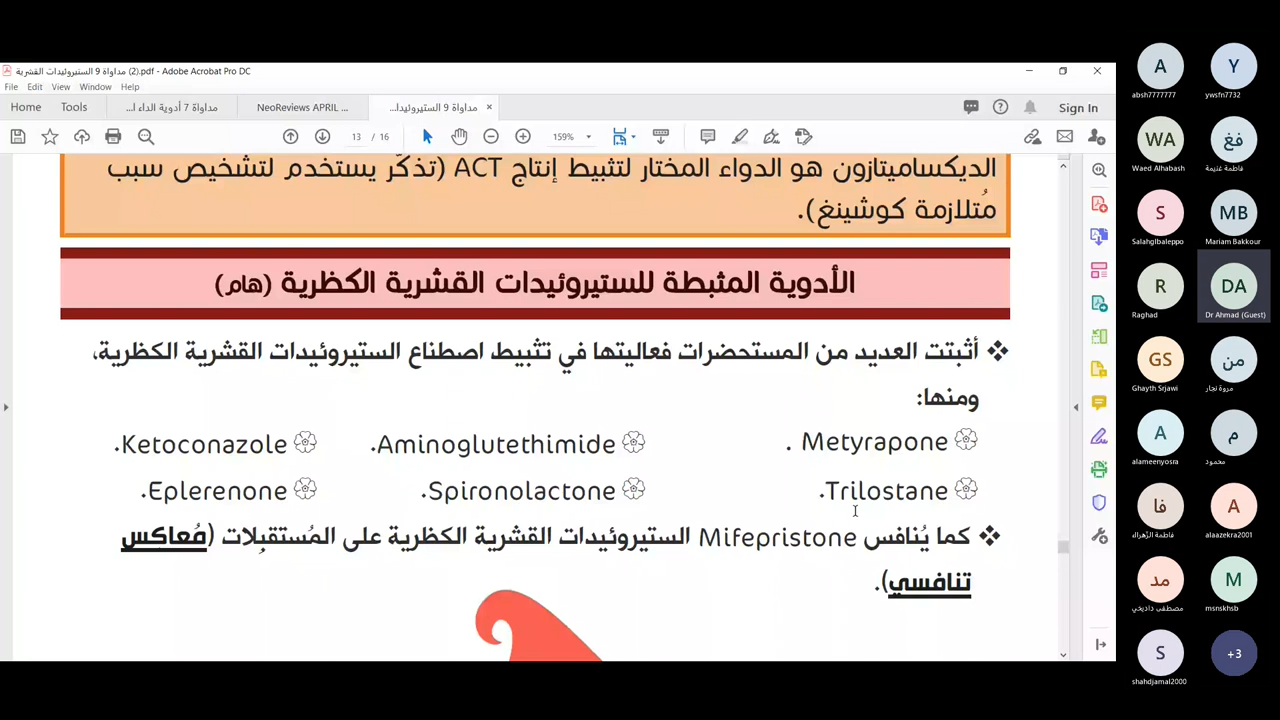 مداواة 9 الستيروئيدات القشرية (2).pdf - Adobe Acrobat Pro DC
File Edit View Window Help
Home Tools مداواة 7 أدوية الداء ا... NeoReviews APRIL ... مداواة 9 الستيروئيدا... × Sign In
13 / 16 159%
الديكساميتازون هو الدواء المختار لتثبيط إنتاج ACT (تذكّر يستخدم لتشخيص سبب
مُتلازمة كوشينغ).
الأدوية المثبطة للستيروئيدات القشرية الكظرية (هام)
❖ أثبتت العديد من المستحضرات فعاليتها في تثبيط اصطناع الستيروئيدات القشرية الكظرية،
ومنها:
Metyrapone .
Aminoglutethimide.
Ketoconazole.
Trilostane.
Spironolactone.
Eplerenone.
❖ كما يُنافس Mifepristone الستيروئيدات القشرية الكظرية على المُستقبِلات (مُعاكِس
تنافسي).
A Y
absh7777777 ywsfn7732
WA فغ
Waed Alhabash فاطمة غنيمة
S MB
Salahglbaleppo Mariam Bakkour
R DA
Raghad Dr Ahmad (Guest)
GS من
Ghayth Srjawi مروة نجار
A م
alameenyosra محمود
فا A
فاطمة الزهراء alaazekra2001
مد M
مصطفى داديخي msnskhsb
S +3
shahdjamal2000